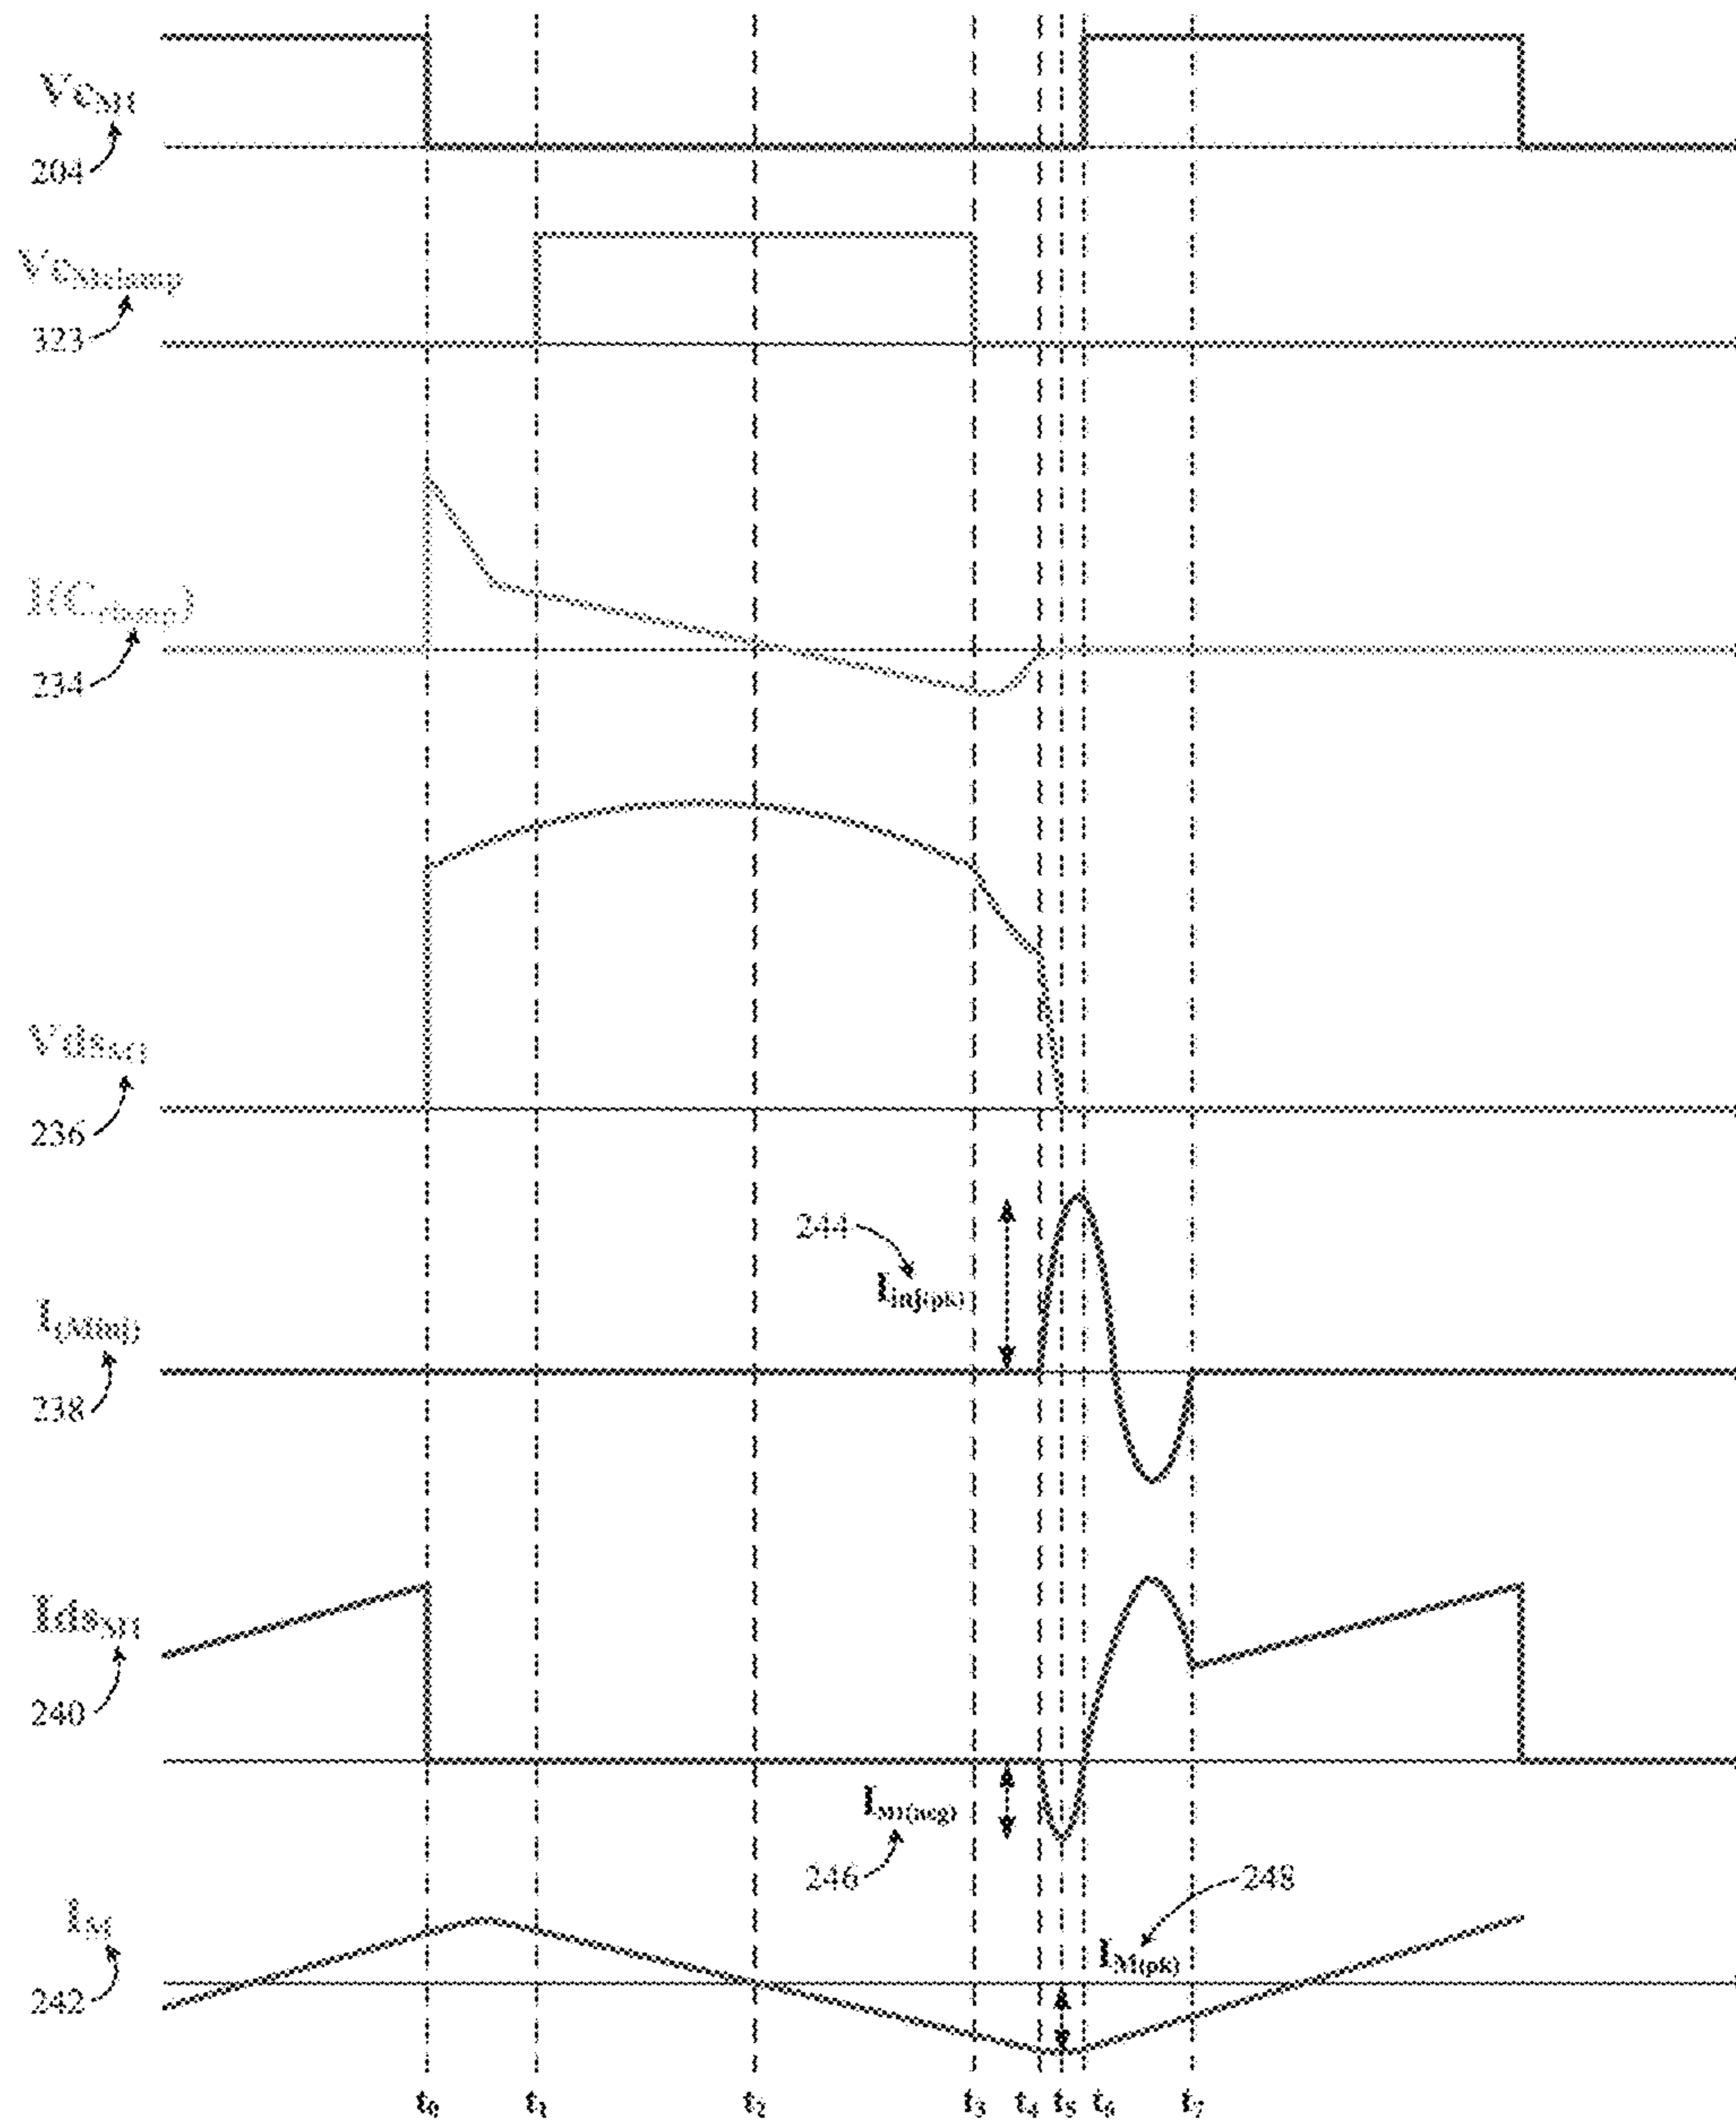 Vc_M1
204
Vc_Mclamp
323
I(C_clamp)
234
Vds_M1
236
244
I_inj(pk)
I_(Minj)
238
Ids_M1
240
I_M1(neg)
246
248
I_M
I_M(pk)
242
t_0 t_1 t_2 t_3 t_4 t_5 t_6 t_7